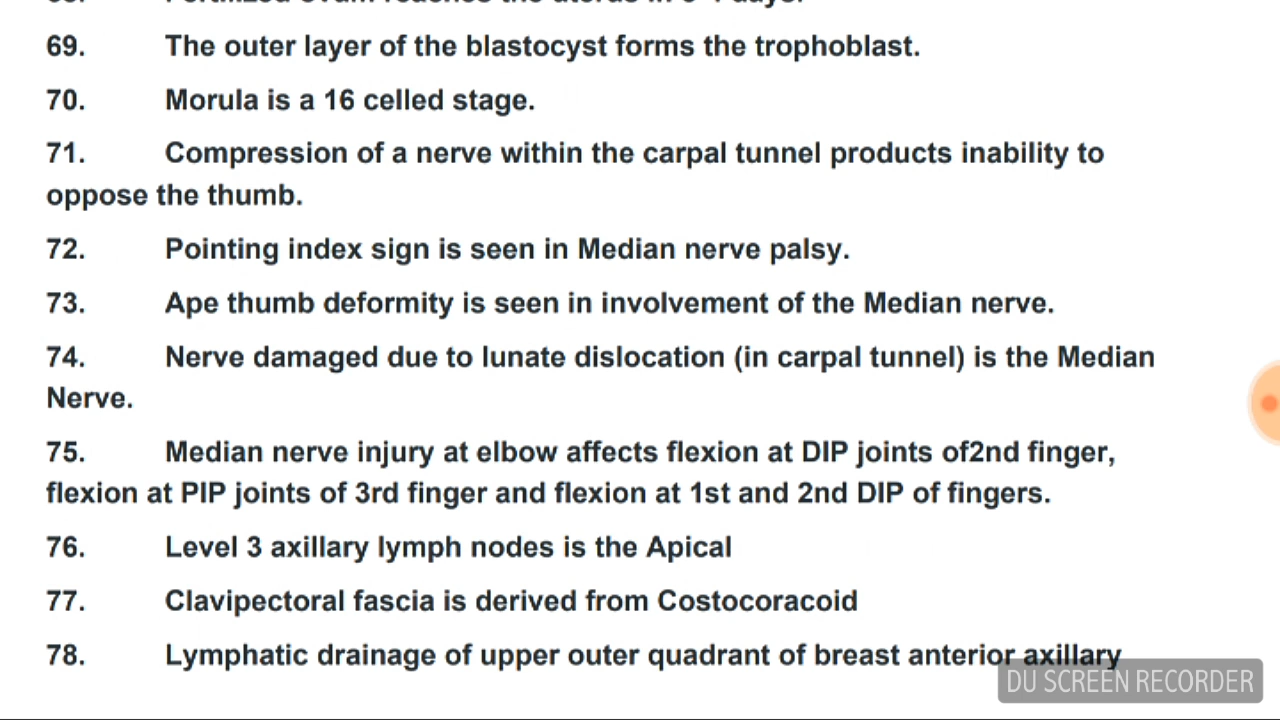 69. The outer layer of the blastocyst forms the trophoblast.
70. Morula is a 16 celled stage.
71. Compression of a nerve within the carpal tunnel products inability to
oppose the thumb.
72. Pointing index sign is seen in Median nerve palsy.
73. Ape thumb deformity is seen in involvement of the Median nerve.
74. Nerve damaged due to lunate dislocation (in carpal tunnel) is the Median
Nerve.
75. Median nerve injury at elbow affects flexion at DIP joints of2nd finger,
flexion at PIP joints of 3rd finger and flexion at 1st and 2nd DIP of fingers.
76. Level 3 axillary lymph nodes is the Apical
77. Clavipectoral fascia is derived from Costocoracoid
78. Lymphatic drainage of upper outer quadrant of breast anterior axillary
DU SCREEN RECORDER